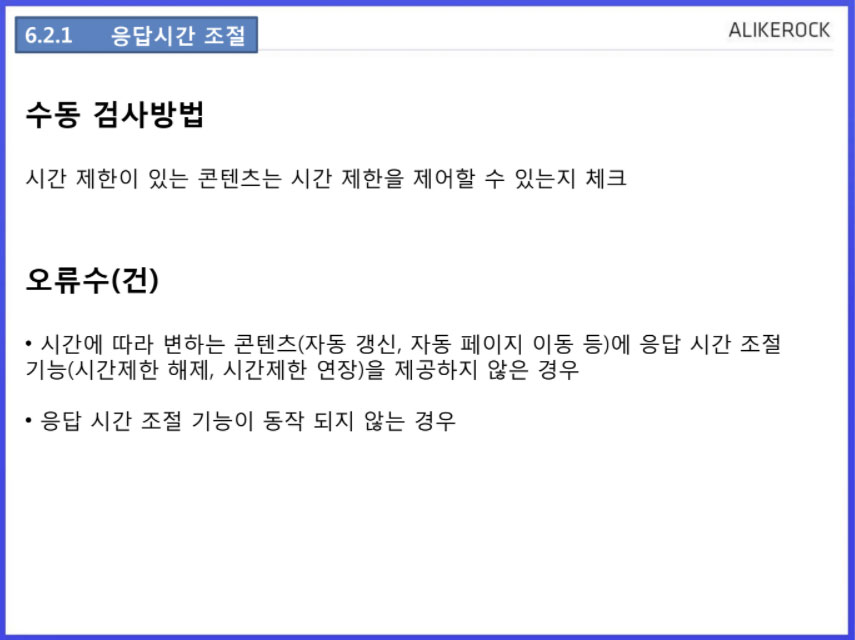 6.2.1 응답시간 조절
ALIKEROCK
수동 검사방법
시간 제한이 있는 콘텐츠는 시간 제한을 제어할 수 있는지 체크
오류수(건)
• 시간에 따라 변하는 콘텐츠(자동 갱신, 자동 페이지 이동 등)에 응답 시간 조절
기능(시간제한 해제, 시간제한 연장)을 제공하지 않은 경우
• 응답 시간 조절 기능이 동작 되지 않는 경우